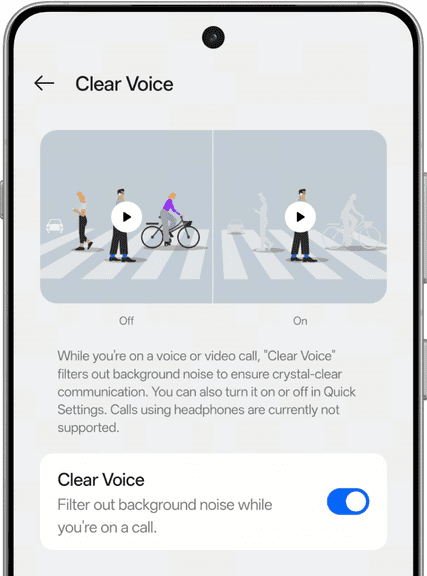 Clear Voice
Off
On
While you're on a voice or video call, "Clear Voice"
filters out background noise to ensure crystal-clear
communication. You can also turn it on or off in Quick
Settings. Calls using headphones are currently not
supported.
Clear Voice
Filter out background noise while
you're on a call.